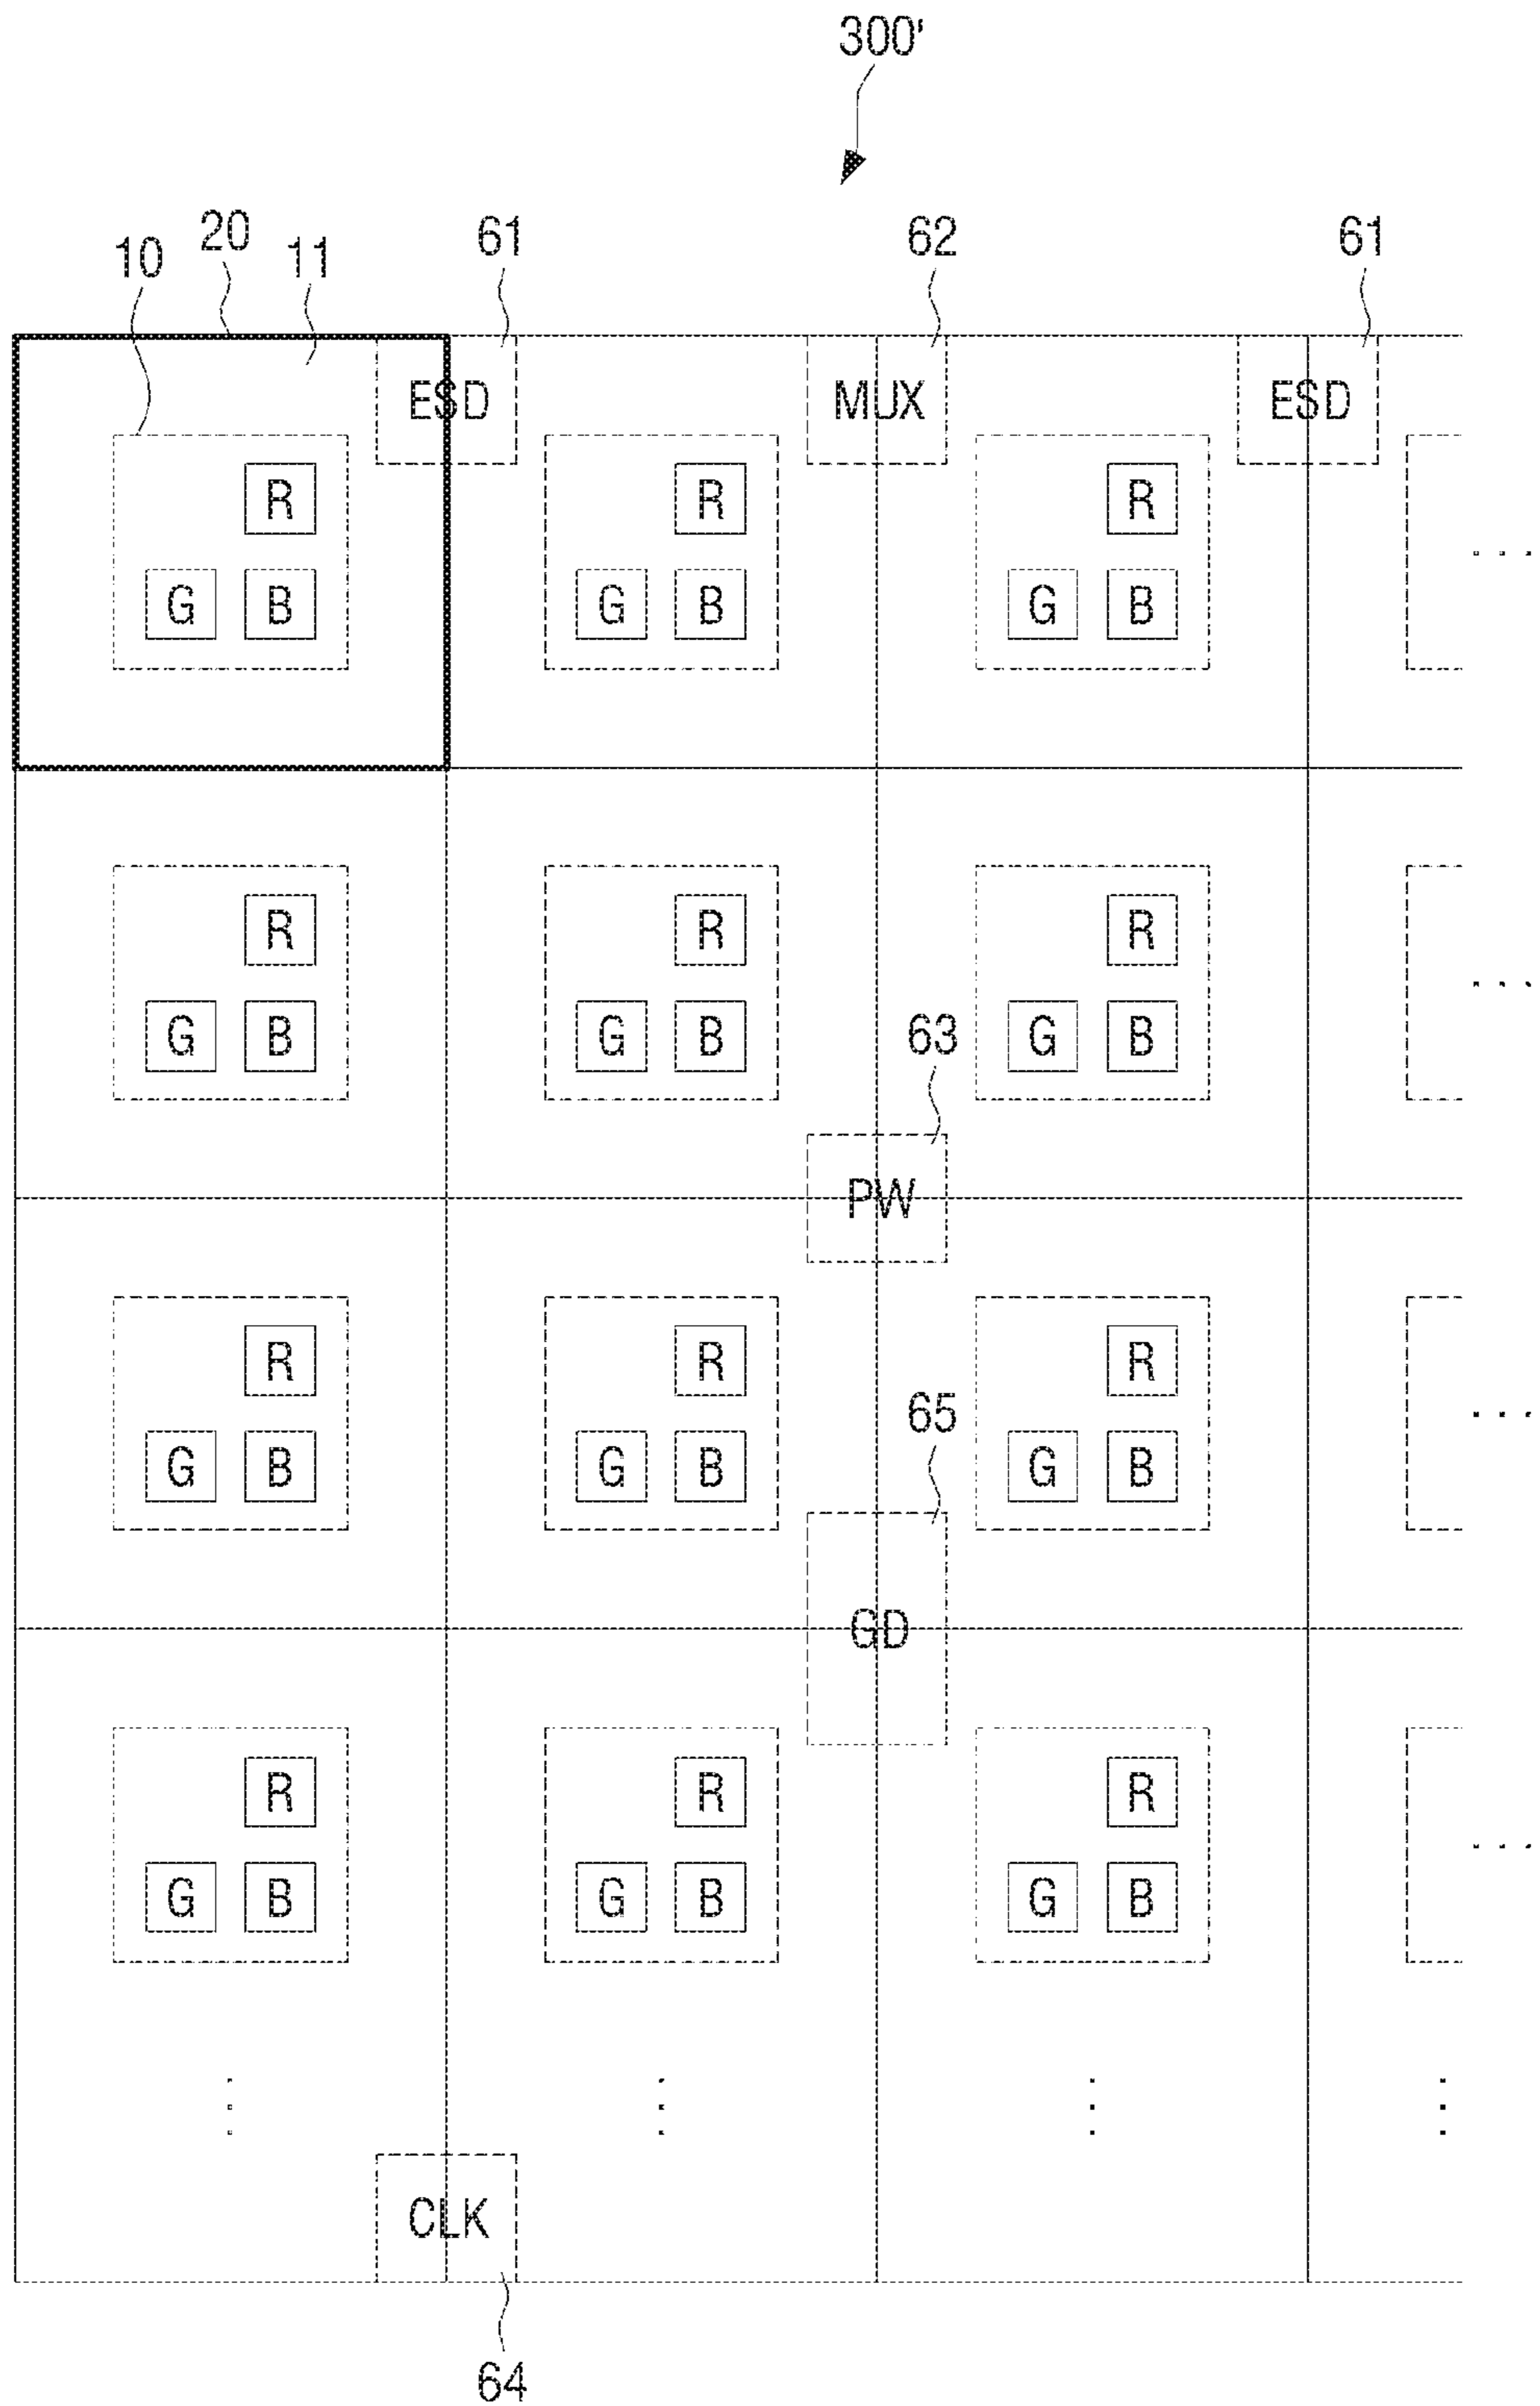 300'
10 20 11 61 62 61
ESD MUX ESD
R R R
G B G B G B
. . .
R R R
G B G B 63 G B
. . .
PW
R R R
65
G B G B G B
. . .
GD
R R R
G B G B G B
. . .
CLK
64